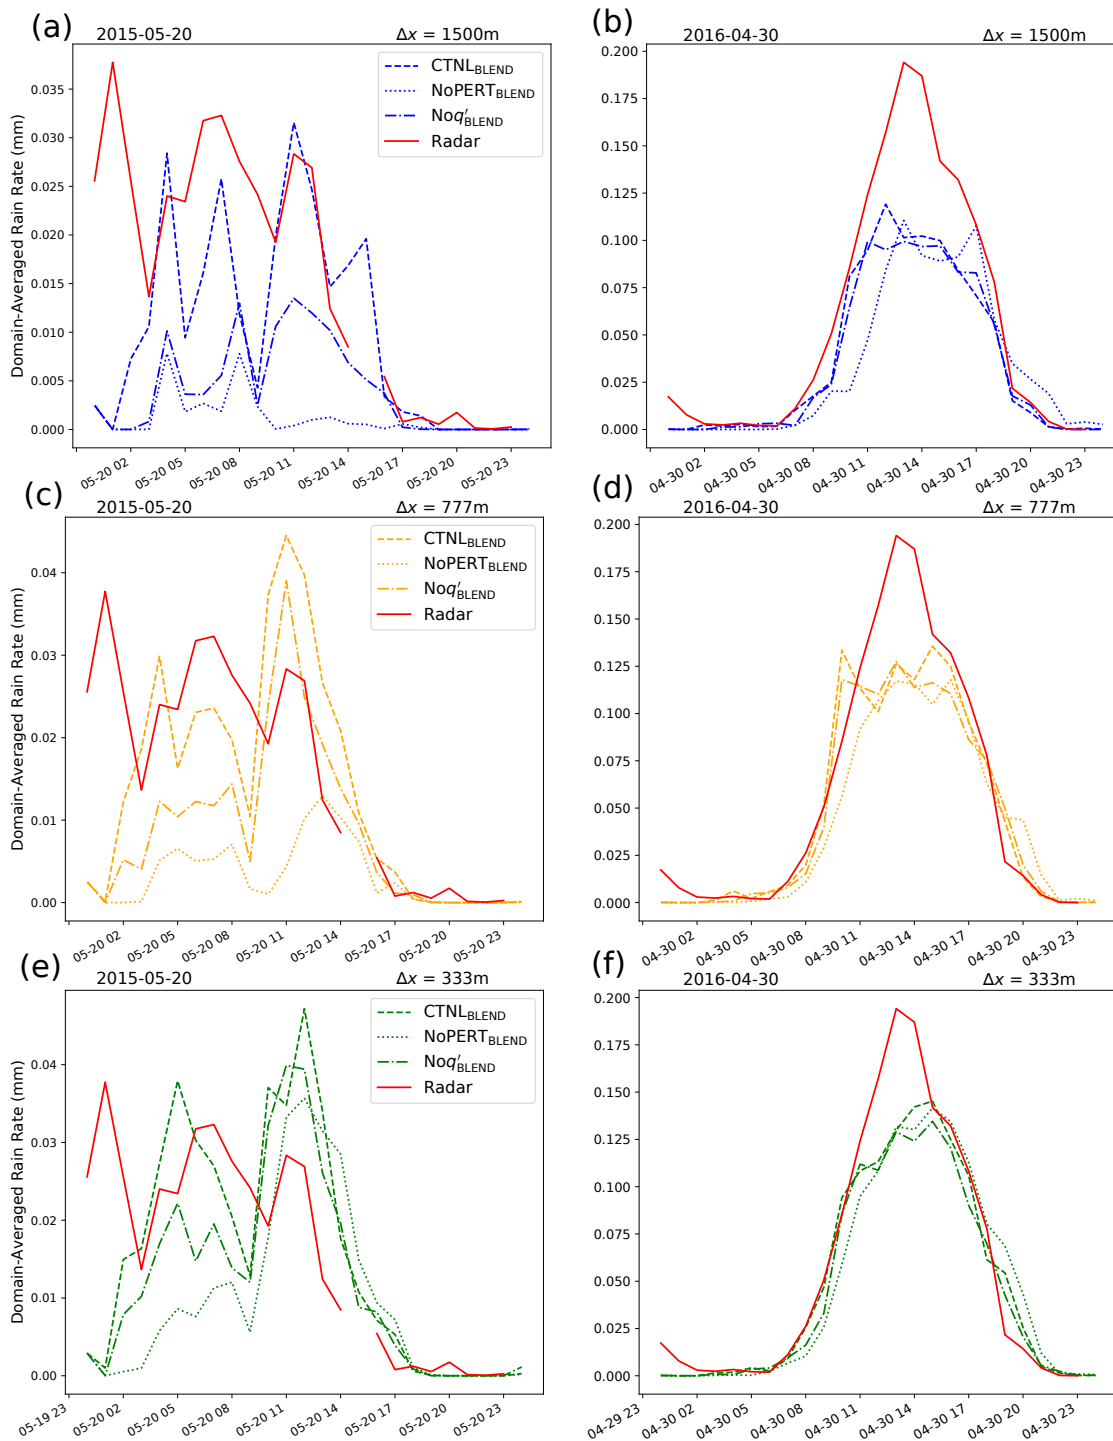 (a)
2015-05-20 Δx = 1500m
Domain-Averaged Rain Rate (mm)
0.035
0.030
0.025
0.020
0.015
0.010
0.005
0.000
CTNL_BLEND
NoPERT_BLEND
Noq′_BLEND
Radar
05-20 02 05-20 05 05-20 08 05-20 11 05-20 14 05-20 17 05-20 20 05-20 23
(b)
2016-04-30 Δx = 1500m
0.200
0.175
0.150
0.125
0.100
0.075
0.050
0.025
0.000
04-30 02 04-30 05 04-30 08 04-30 11 04-30 14 04-30 17 04-30 20 04-30 23
(c)
2015-05-20 Δx = 777m
Domain-Averaged Rain Rate (mm)
0.04
0.03
0.02
0.01
0.00
CTNL_BLEND
NoPERT_BLEND
Noq′_BLEND
Radar
05-20 02 05-20 05 05-20 08 05-20 11 05-20 14 05-20 17 05-20 20 05-20 23
(d)
2016-04-30 Δx = 777m
0.200
0.175
0.150
0.125
0.100
0.075
0.050
0.025
0.000
04-30 02 04-30 05 04-30 08 04-30 11 04-30 14 04-30 17 04-30 20 04-30 23
(e)
2015-05-20 Δx = 333m
Domain-Averaged Rain Rate (mm)
0.04
0.03
0.02
0.01
0.00
CTNL_BLEND
NoPERT_BLEND
Noq′_BLEND
Radar
05-19 23 05-20 02 05-20 05 05-20 08 05-20 11 05-20 14 05-20 17 05-20 20 05-20 23
(f)
2016-04-30 Δx = 333m
0.200
0.175
0.150
0.125
0.100
0.075
0.050
0.025
0.000
04-29 23 04-30 02 04-30 05 04-30 08 04-30 11 04-30 14 04-30 17 04-30 20 04-30 23